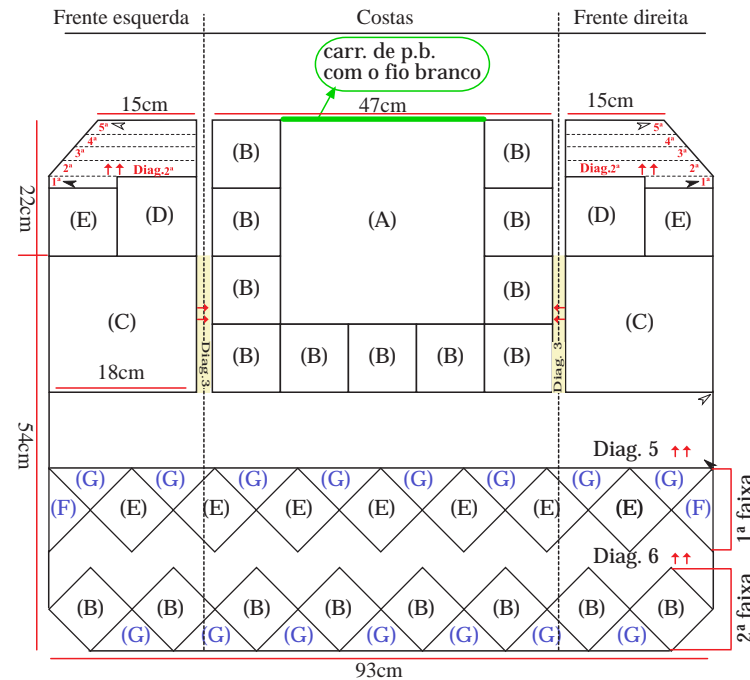 Frente esquerda Costas Frente direita
carr. de p.b.
com o fio branco
15cm 47cm 15cm
5ª 5ª
4ª 4ª
3ª 3ª
2ª Diag.2ª Diag.2ª 2ª
1ª 1ª
(B) (B)
22cm
(E) (D) (B) (A) (B) (D) (E)
(B) (B)
(C) (C)
Diag.3 Diag. 3
(B) (B) (B) (B) (B)
18cm
54cm
Diag. 5
(G) (G) (G) (G) (G) (G) (G) (G)
(F) (E) (E) (E) (E) (E) (E) (E) (F)
1ª faixa
Diag. 6
(B) (B) (B) (B) (B) (B) (B) (B)
(G) (G) (G) (G) (G) (G) (G)
2ª faixa
93cm